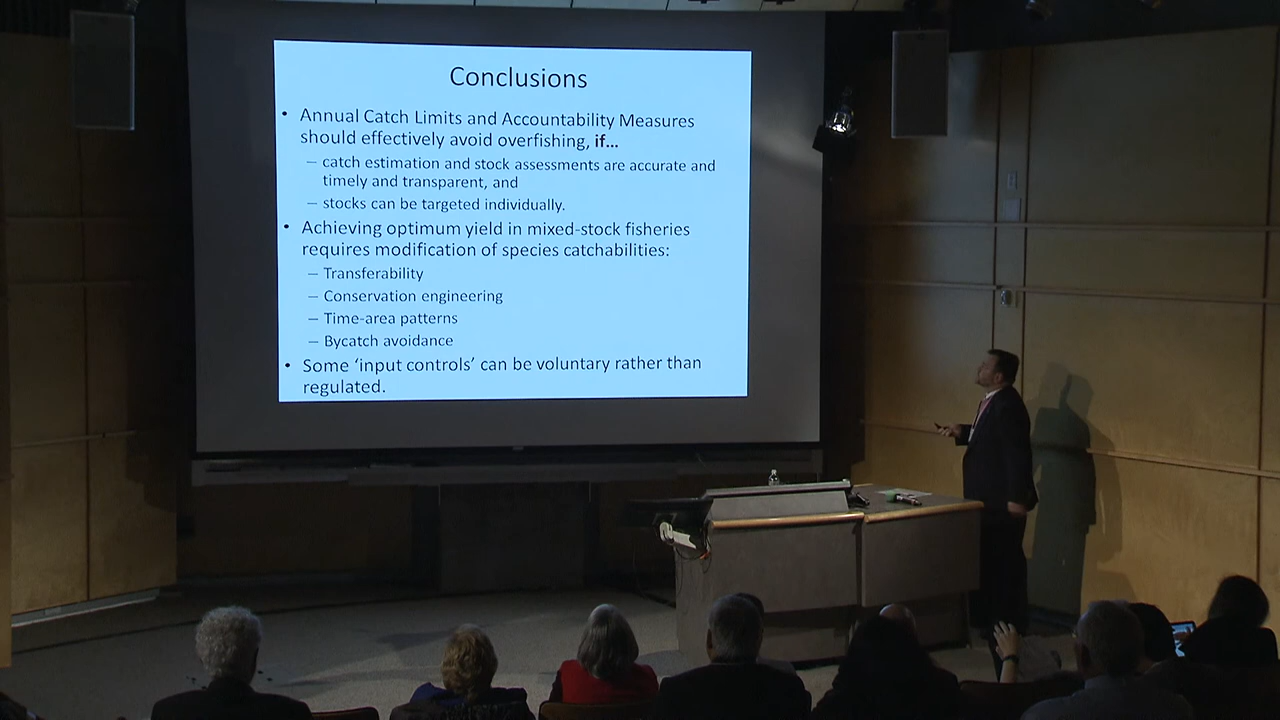 Conclusions
• Annual Catch Limits and Accountability Measures
should effectively avoid overfishing, if…
– catch estimation and stock assessments are accurate and
timely and transparent, and
– stocks can be targeted individually.
• Achieving optimum yield in mixed-stock fisheries
requires modification of species catchabilities:
– Transferability
– Conservation engineering
– Time-area patterns
– Bycatch avoidance
• Some ‘input controls’ can be voluntary rather than
regulated.